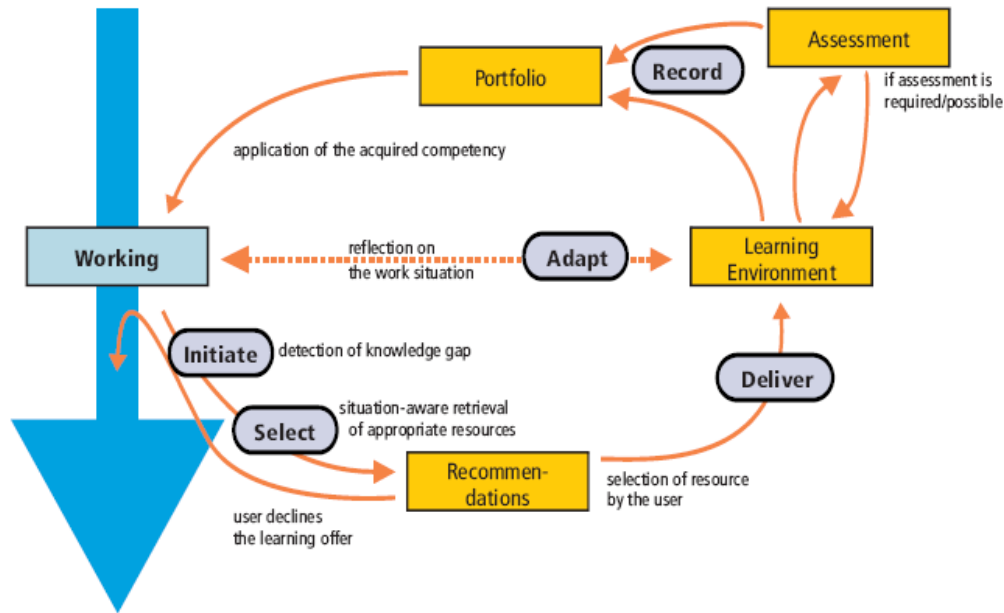 Assessment
Record
Portfolio
if assessment is
required/possible
application of the acquired competency
Working
reflection on
the work situation
Adapt
Learning
Environment
Initiate
detection of knowledge gap
Deliver
Select
situation-aware retrieval
of appropriate resources
Recommen-
dations
selection of resource
by the user
user declines
the learning offer